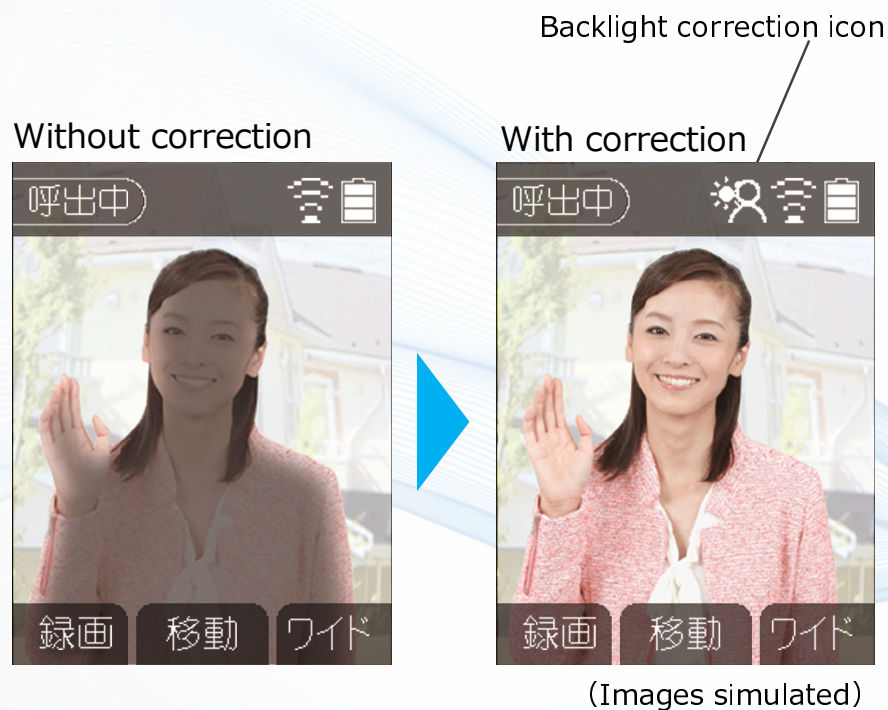 Backlight correction icon
Without correction
With correction
呼出中
呼出中
録画 移動 ワイド
録画 移動 ワイド
(Images simulated)